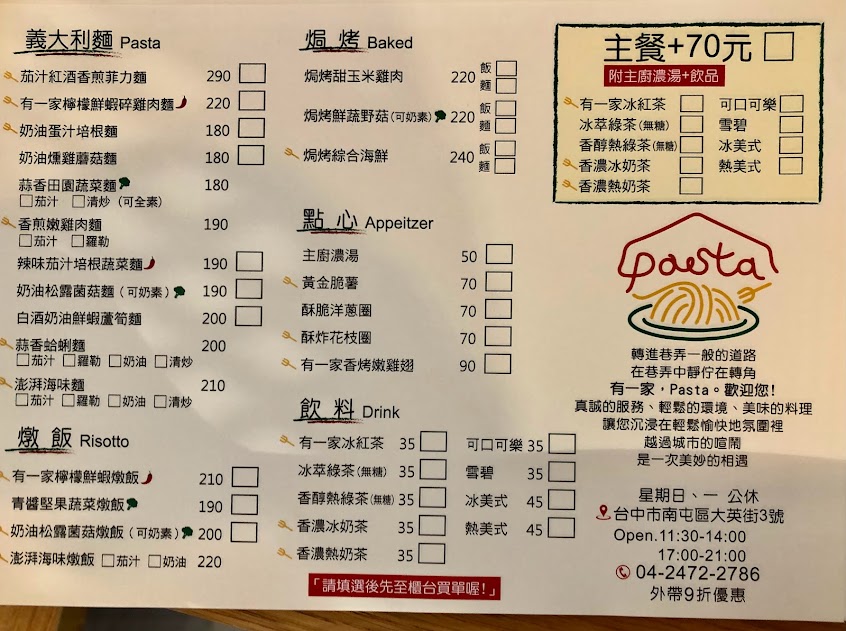 義大利麵 Pasta
茄汁紅酒香煎菲力麵 290
有一家檸檬鮮蝦碎雞肉麵 220
奶油蛋汁培根麵 180
奶油燻雞蘑菇麵 180
蒜香田園蔬菜麵 180
茄汁 清炒 (可全素)
香煎嫩雞肉麵 190
茄汁 羅勒
辣味茄汁培根蔬菜麵 190
奶油松露菌菇麵 (可奶素) 190
白酒奶油鮮蝦蘆筍麵 200
蒜香蛤蜊麵 200
茄汁 羅勒 奶油 清炒
澎湃海味麵 210
茄汁 羅勒 奶油 清炒
燉飯 Risotto
有一家檸檬鮮蝦燉飯 210
青醬堅果蔬菜燉飯 190
奶油松露菌菇燉飯 (可奶素) 200
澎湃海味燉飯 茄汁 奶油 220
焗烤 Baked
焗烤甜玉米雞肉 220 飯 麵
焗烤鮮蔬野菇(可奶素) 220 飯 麵
焗烤綜合海鮮 240 飯 麵
點心 Appeitzer
主廚濃湯 50
黃金脆薯 70
酥脆洋蔥圈 70
酥炸花枝圈 70
有一家香烤嫩雞翅 90
飲料 Drink
有一家冰紅茶 35 可口可樂 35
冰萃綠茶(無糖) 35 雪碧 35
香醇熱綠茶(無糖) 35 冰美式 45
香濃冰奶茶 35 熱美式 45
香濃熱奶茶 35
「請填選後先至櫃台買單喔!」
主餐+70元
附主廚濃湯+飲品
有一家冰紅茶 可口可樂
冰萃綠茶(無糖) 雪碧
香醇熱綠茶(無糖) 冰美式
香濃冰奶茶 熱美式
香濃熱奶茶
pasta
轉進巷弄一般的道路
在巷弄中靜佇在轉角
有一家，Pasta。歡迎您!
真誠的服務、輕鬆的環境、美味的料理
讓您沉浸在輕鬆愉快地氛圍裡
越過城市的喧鬧
是一次美妙的相遇
星期日、一 公休
台中市南屯區大英街3號
Open.11:30-14:00
17:00-21:00
04-2472-2786
外帶9折優惠